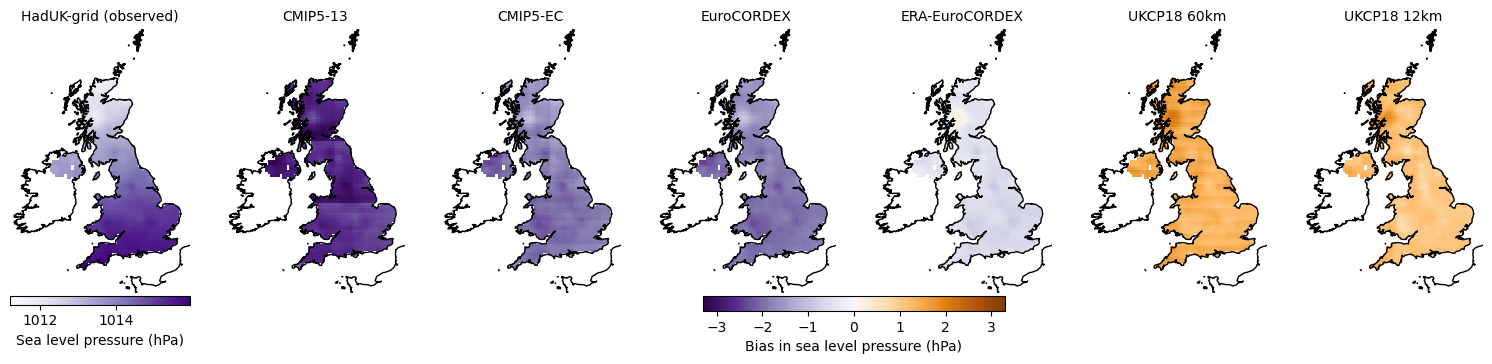 HadUK-grid (observed)
CMIP5-13
CMIP5-EC
EuroCORDEX
ERA-EuroCORDEX
UKCP18 60km
UKCP18 12km
1012 1014
Sea level pressure (hPa)
−3 −2 −1 0 1 2 3
Bias in sea level pressure (hPa)